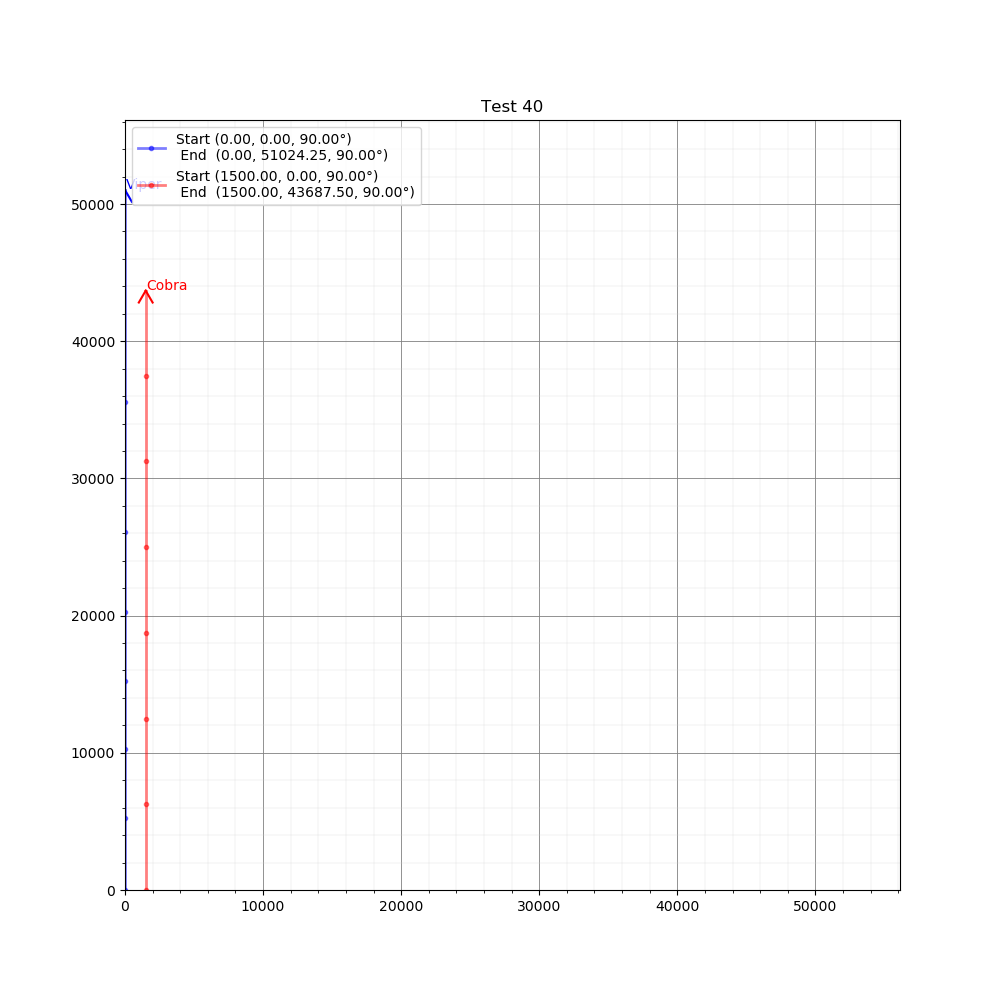 Test 40
Start (0.00, 0.00, 90.00°)
End (0.00, 51024.25, 90.00°)
Start (1500.00, 0.00, 90.00°)
End (1500.00, 43687.50, 90.00°)
Viper
50000
Cobra
40000
30000
20000
10000
0
0 10000 20000 30000 40000 50000